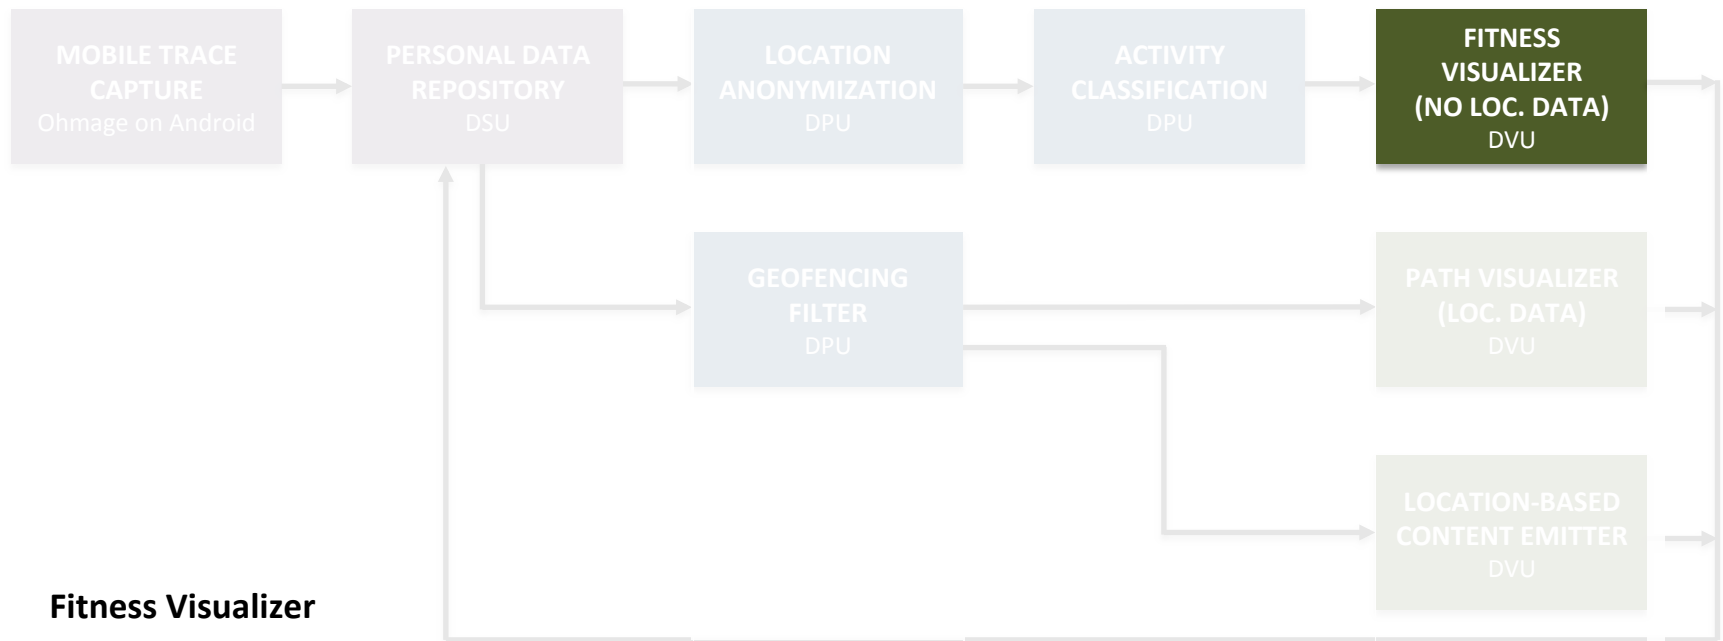 MOBILE TRACE
CAPTURE
Ohmage on Android
PERSONAL DATA
REPOSITORY
DSU
LOCATION
ANONYMIZATION
DPU
ACTIVITY
CLASSIFICATION
DPU
FITNESS
VISUALIZER
(NO LOC. DATA)
DVU
GEOFENCING
FILTER
DPU
PATH VISUALIZER
(LOC. DATA)
DVU
LOCATION-BASED
CONTENT EMITTER
DVU
Fitness Visualizer